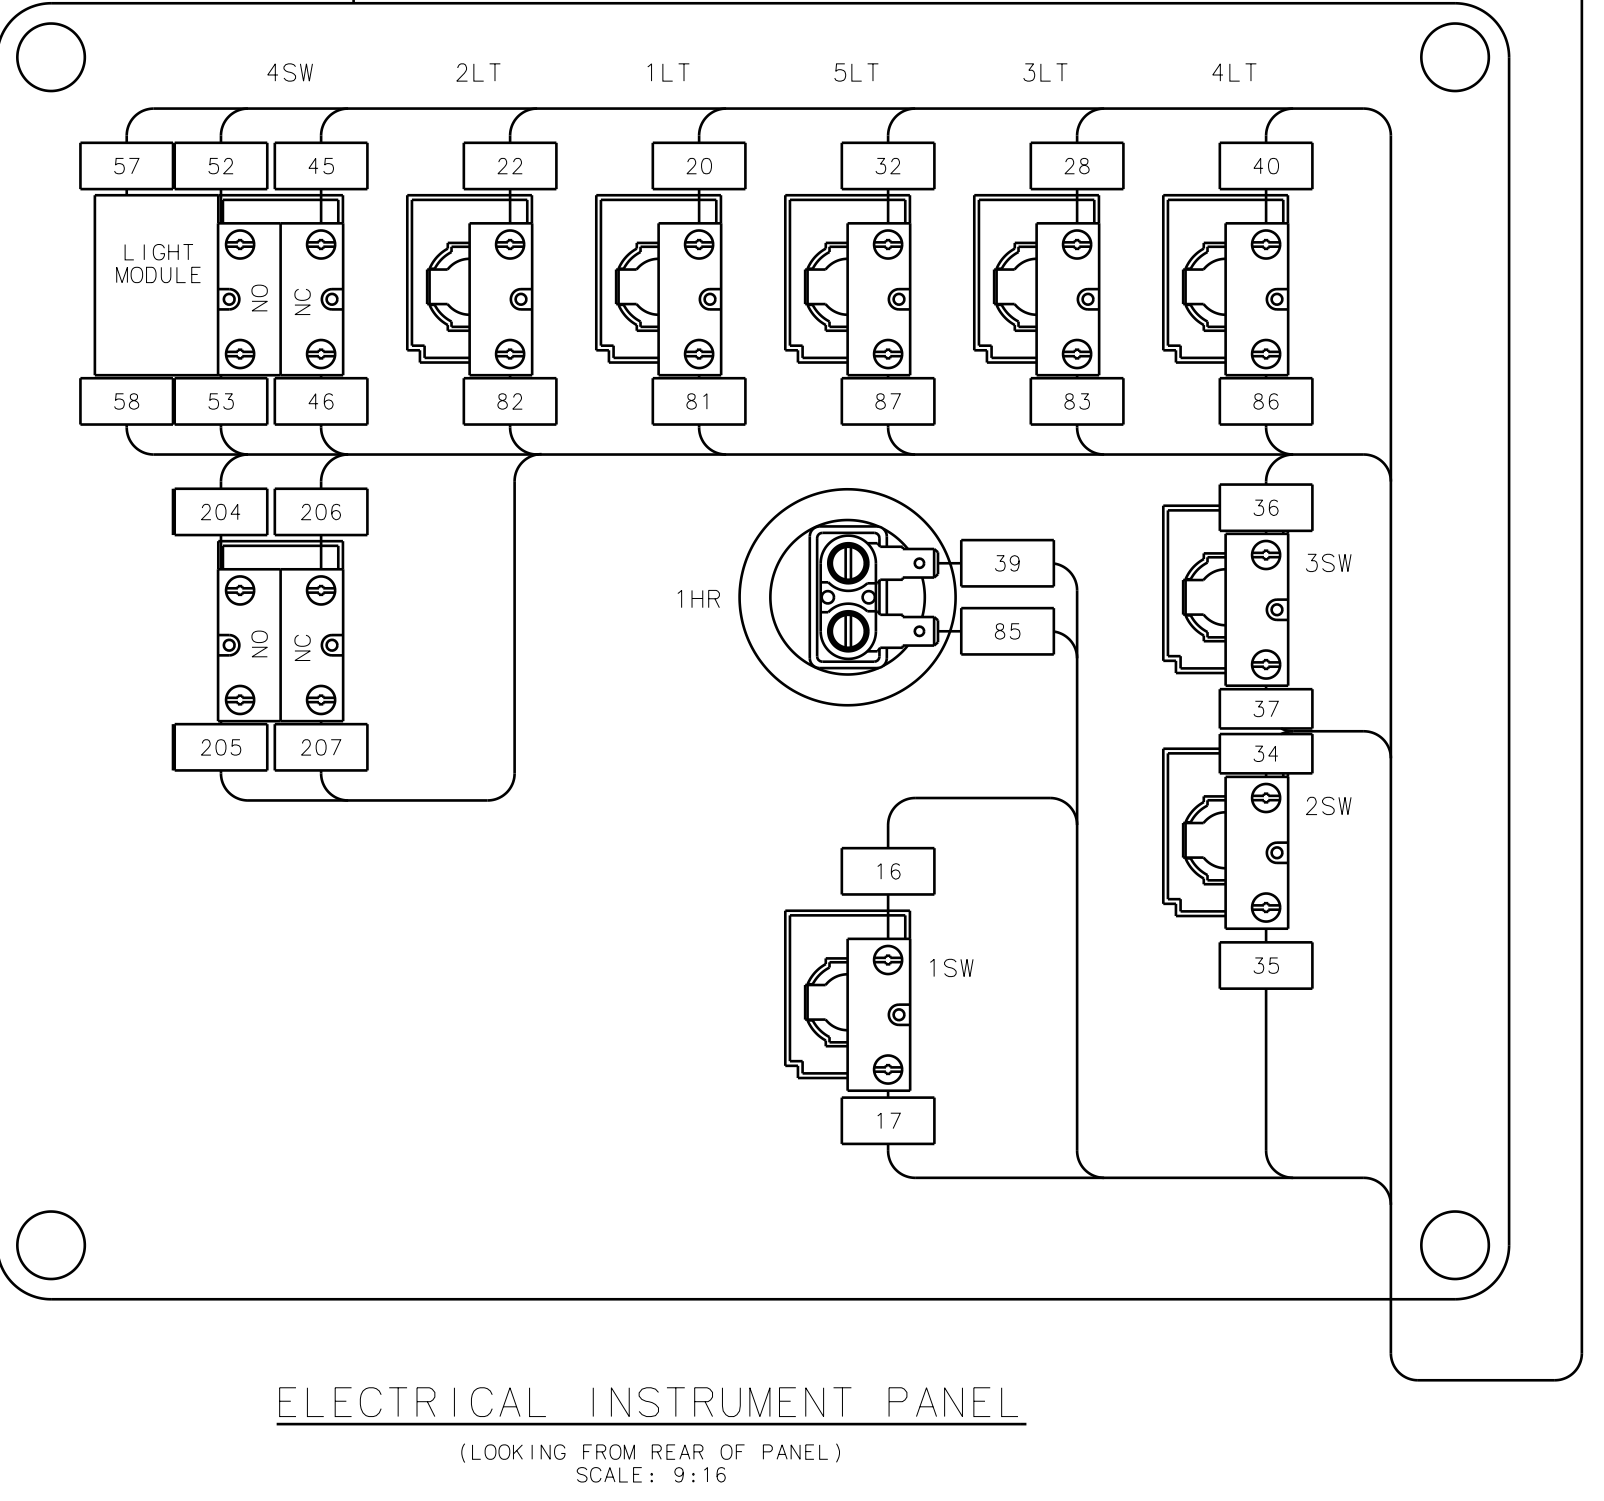 4SW 2LT 1LT 5LT 3LT 4LT
57 52 45 22 20 32 28 40
LIGHT
MODULE
NO NC
58 53 46 82 81 87 83 86
204 206 36
39 3SW
1HR
85
NO NC
37
205 207 34
2SW
16
35
1SW
17
ELECTRICAL INSTRUMENT PANEL
(LOOKING FROM REAR OF PANEL)
SCALE: 9:16